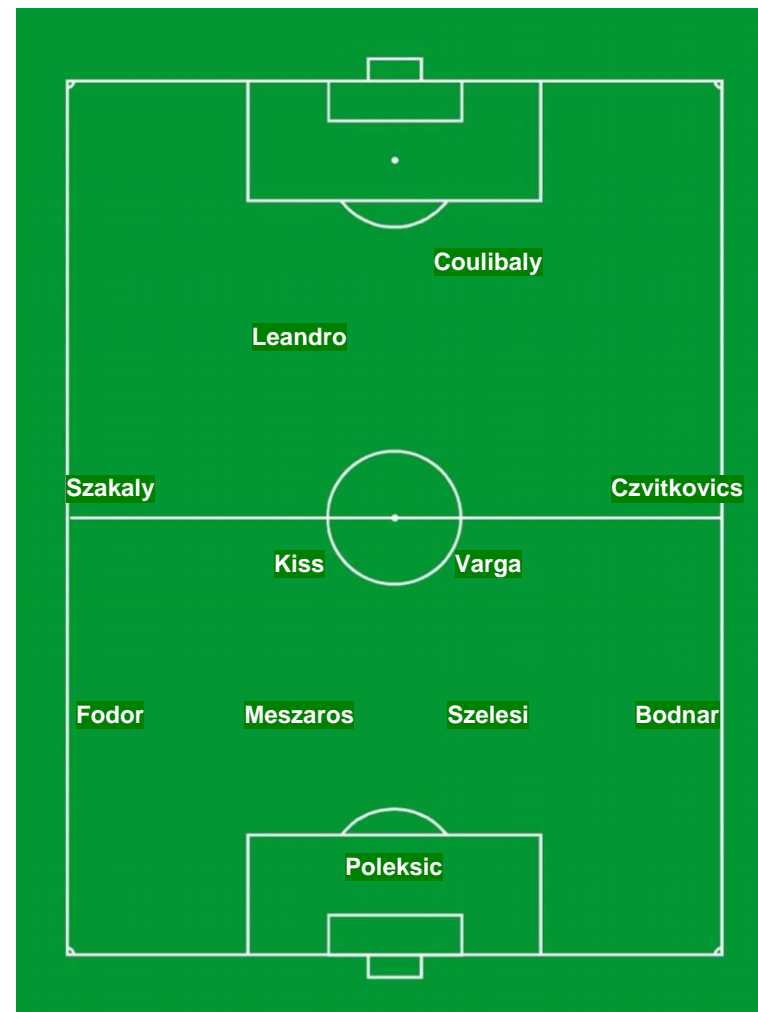 Coulibaly
Leandro
Szakaly Czvitkovics
Kiss Varga
Fodor Meszaros Szelesi Bodnar
Poleksic